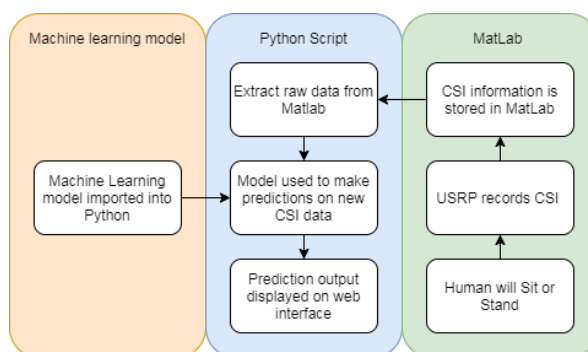 Machine learning model
Machine Learning
model imported into
Python
Python Script
Extract raw data from
Matlab
Model used to make
predictions on new
CSI data
Prediction output
displayed on web
interface
MatLab
CSI information is
stored in MatLab
USRP records CSI
Human will Sit or
Stand